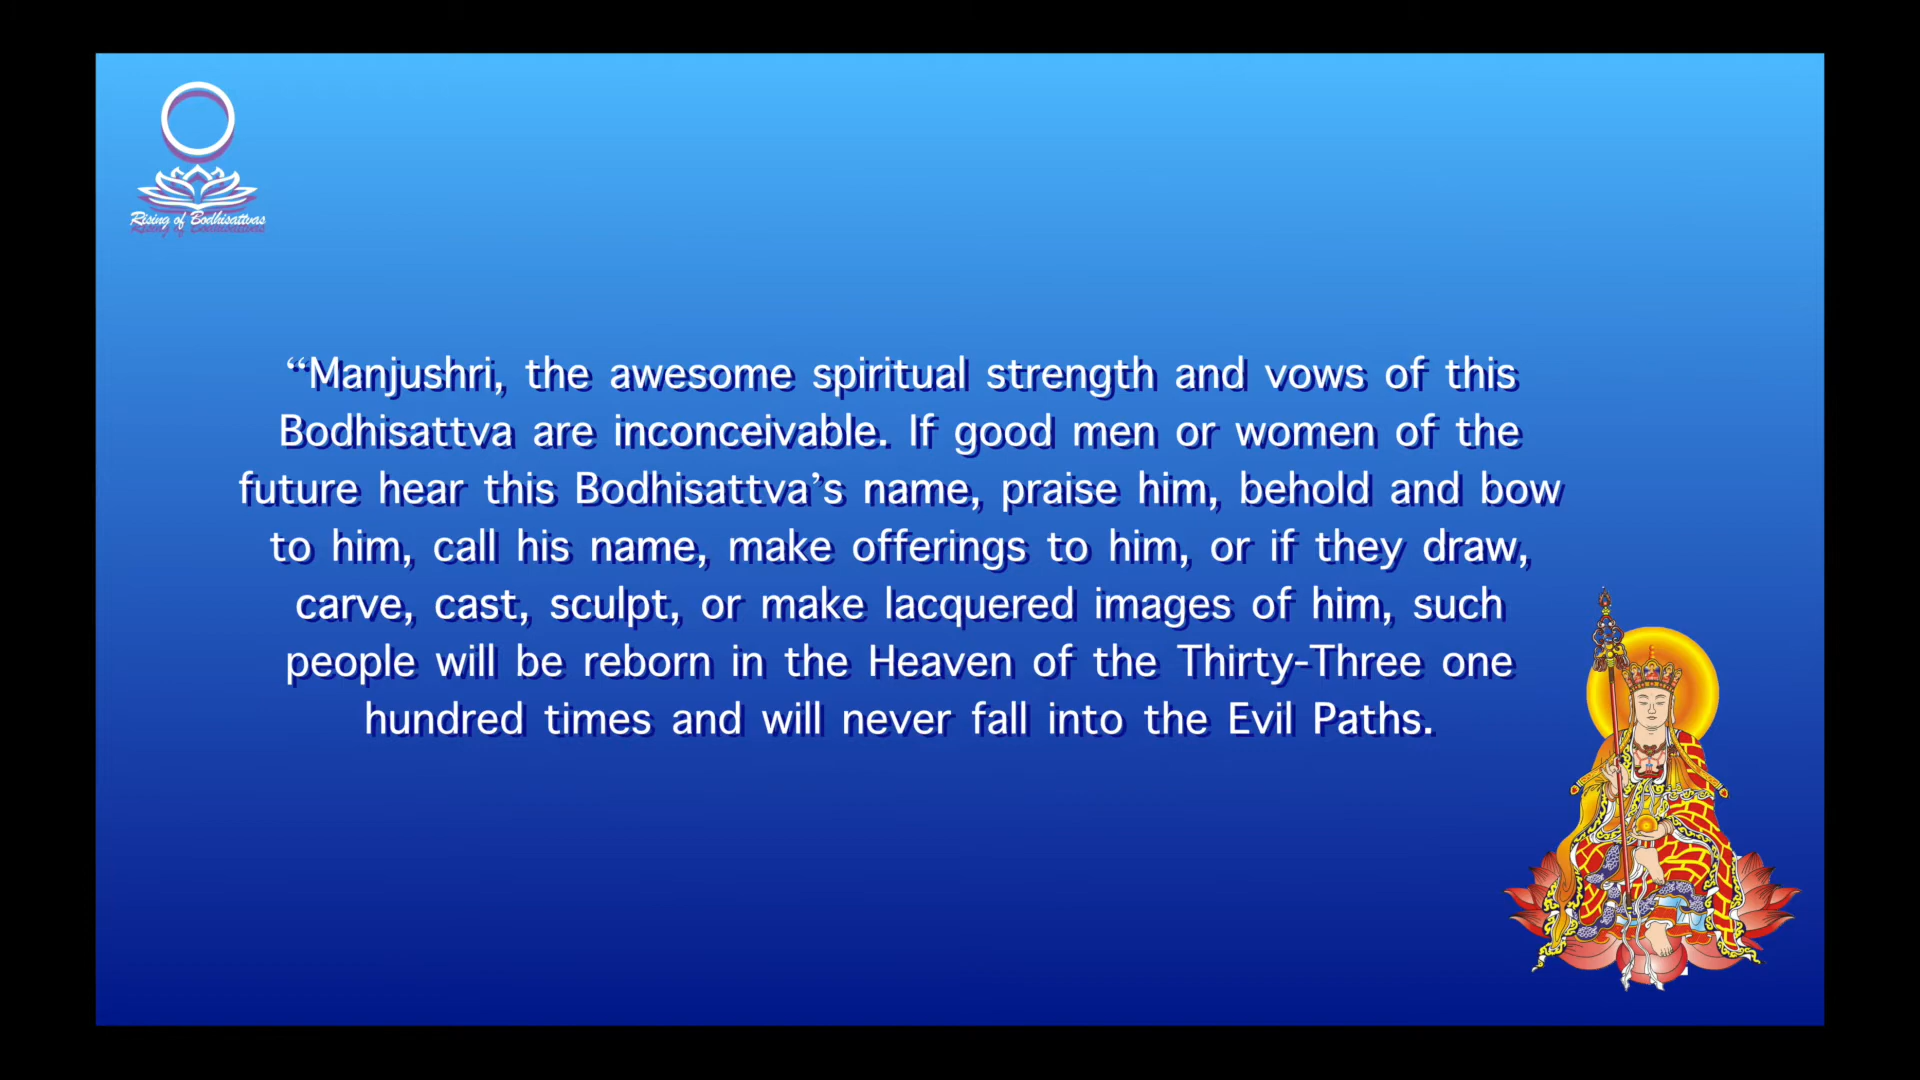 Rising of Bodhisattvas
“Manjushri, the awesome spiritual strength and vows of this
Bodhisattva are inconceivable. If good men or women of the
future hear this Bodhisattva’s name, praise him, behold and bow
to him, call his name, make offerings to him, or if they draw,
carve, cast, sculpt, or make lacquered images of him, such
people will be reborn in the Heaven of the Thirty-Three one
hundred times and will never fall into the Evil Paths.